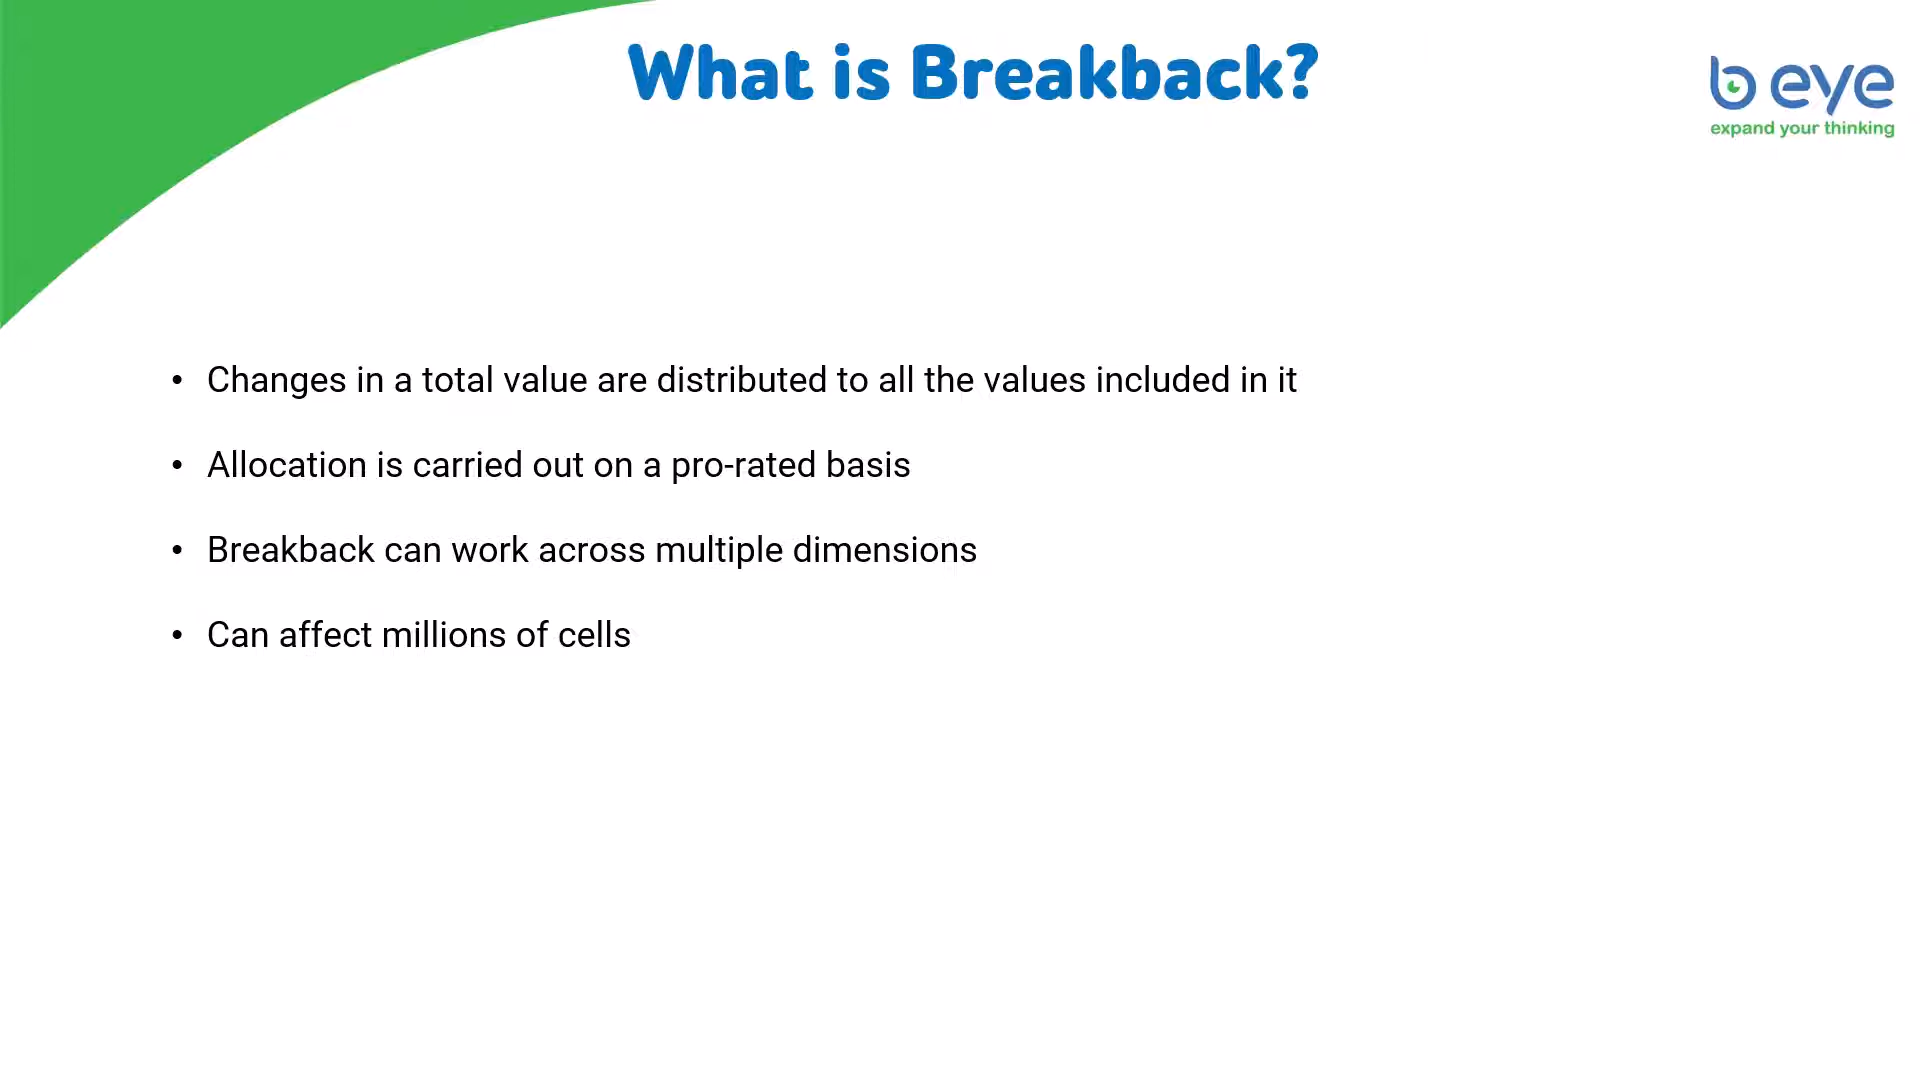 What is Breakback?
b eye
expand your thinking
• Changes in a total value are distributed to all the values included in it
• Allocation is carried out on a pro-rated basis
• Breakback can work across multiple dimensions
• Can affect millions of cells